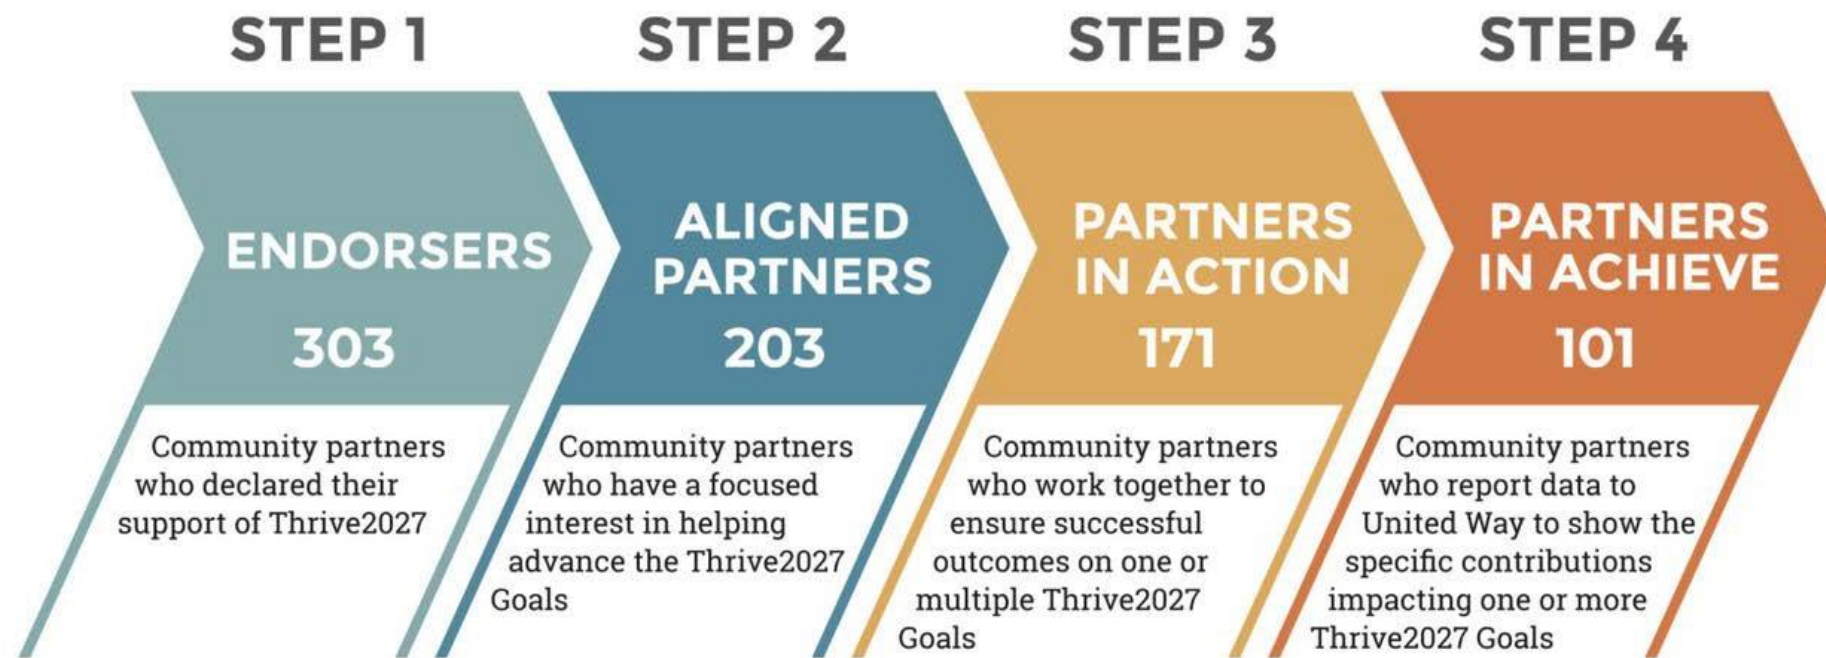 STEP 1
ENDORSERS
303
Community partners
who declared their
support of Thrive2027
STEP 2
ALIGNED
PARTNERS
203
Community partners
who have a focused
interest in helping
advance the Thrive2027
Goals
STEP 3
PARTNERS
IN ACTION
171
Community partners
who work together to
ensure successful
outcomes on one or
multiple Thrive2027
Goals
STEP 4
PARTNERS
IN ACHIEVE
101
Community partners
who report data to
United Way to show the
specific contributions
impacting one or more
Thrive2027 Goals